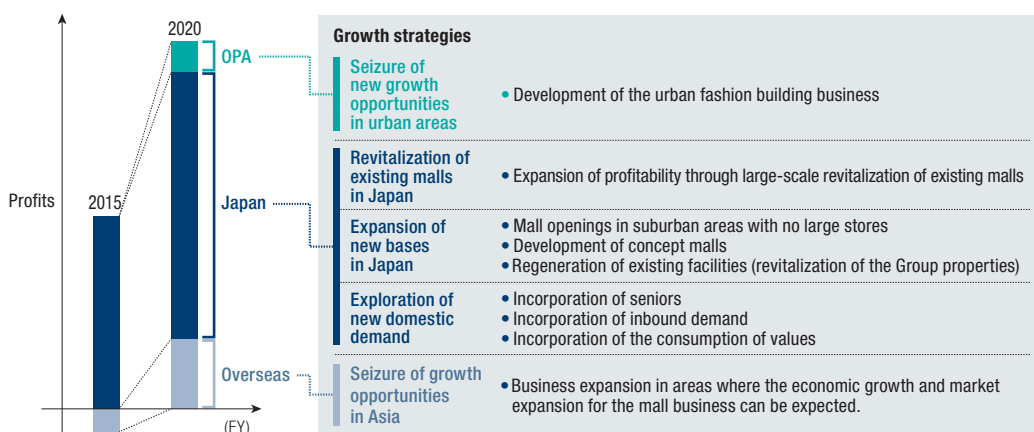 Profits
2015
2020
(FY)
OPA
Japan
Overseas
Growth strategies
Seizure of
new growth
opportunities
in urban areas
• Development of the urban fashion building business
Revitalization of
existing malls
in Japan
• Expansion of profitability through large-scale revitalization of existing malls
Expansion of
new bases
in Japan
• Mall openings in suburban areas with no large stores
• Development of concept malls
• Regeneration of existing facilities (revitalization of the Group properties)
Exploration of
new domestic
demand
• Incorporation of seniors
• Incorporation of inbound demand
• Incorporation of the consumption of values
Seizure of growth
opportunities
in Asia
• Business expansion in areas where the economic growth and market
expansion for the mall business can be expected.